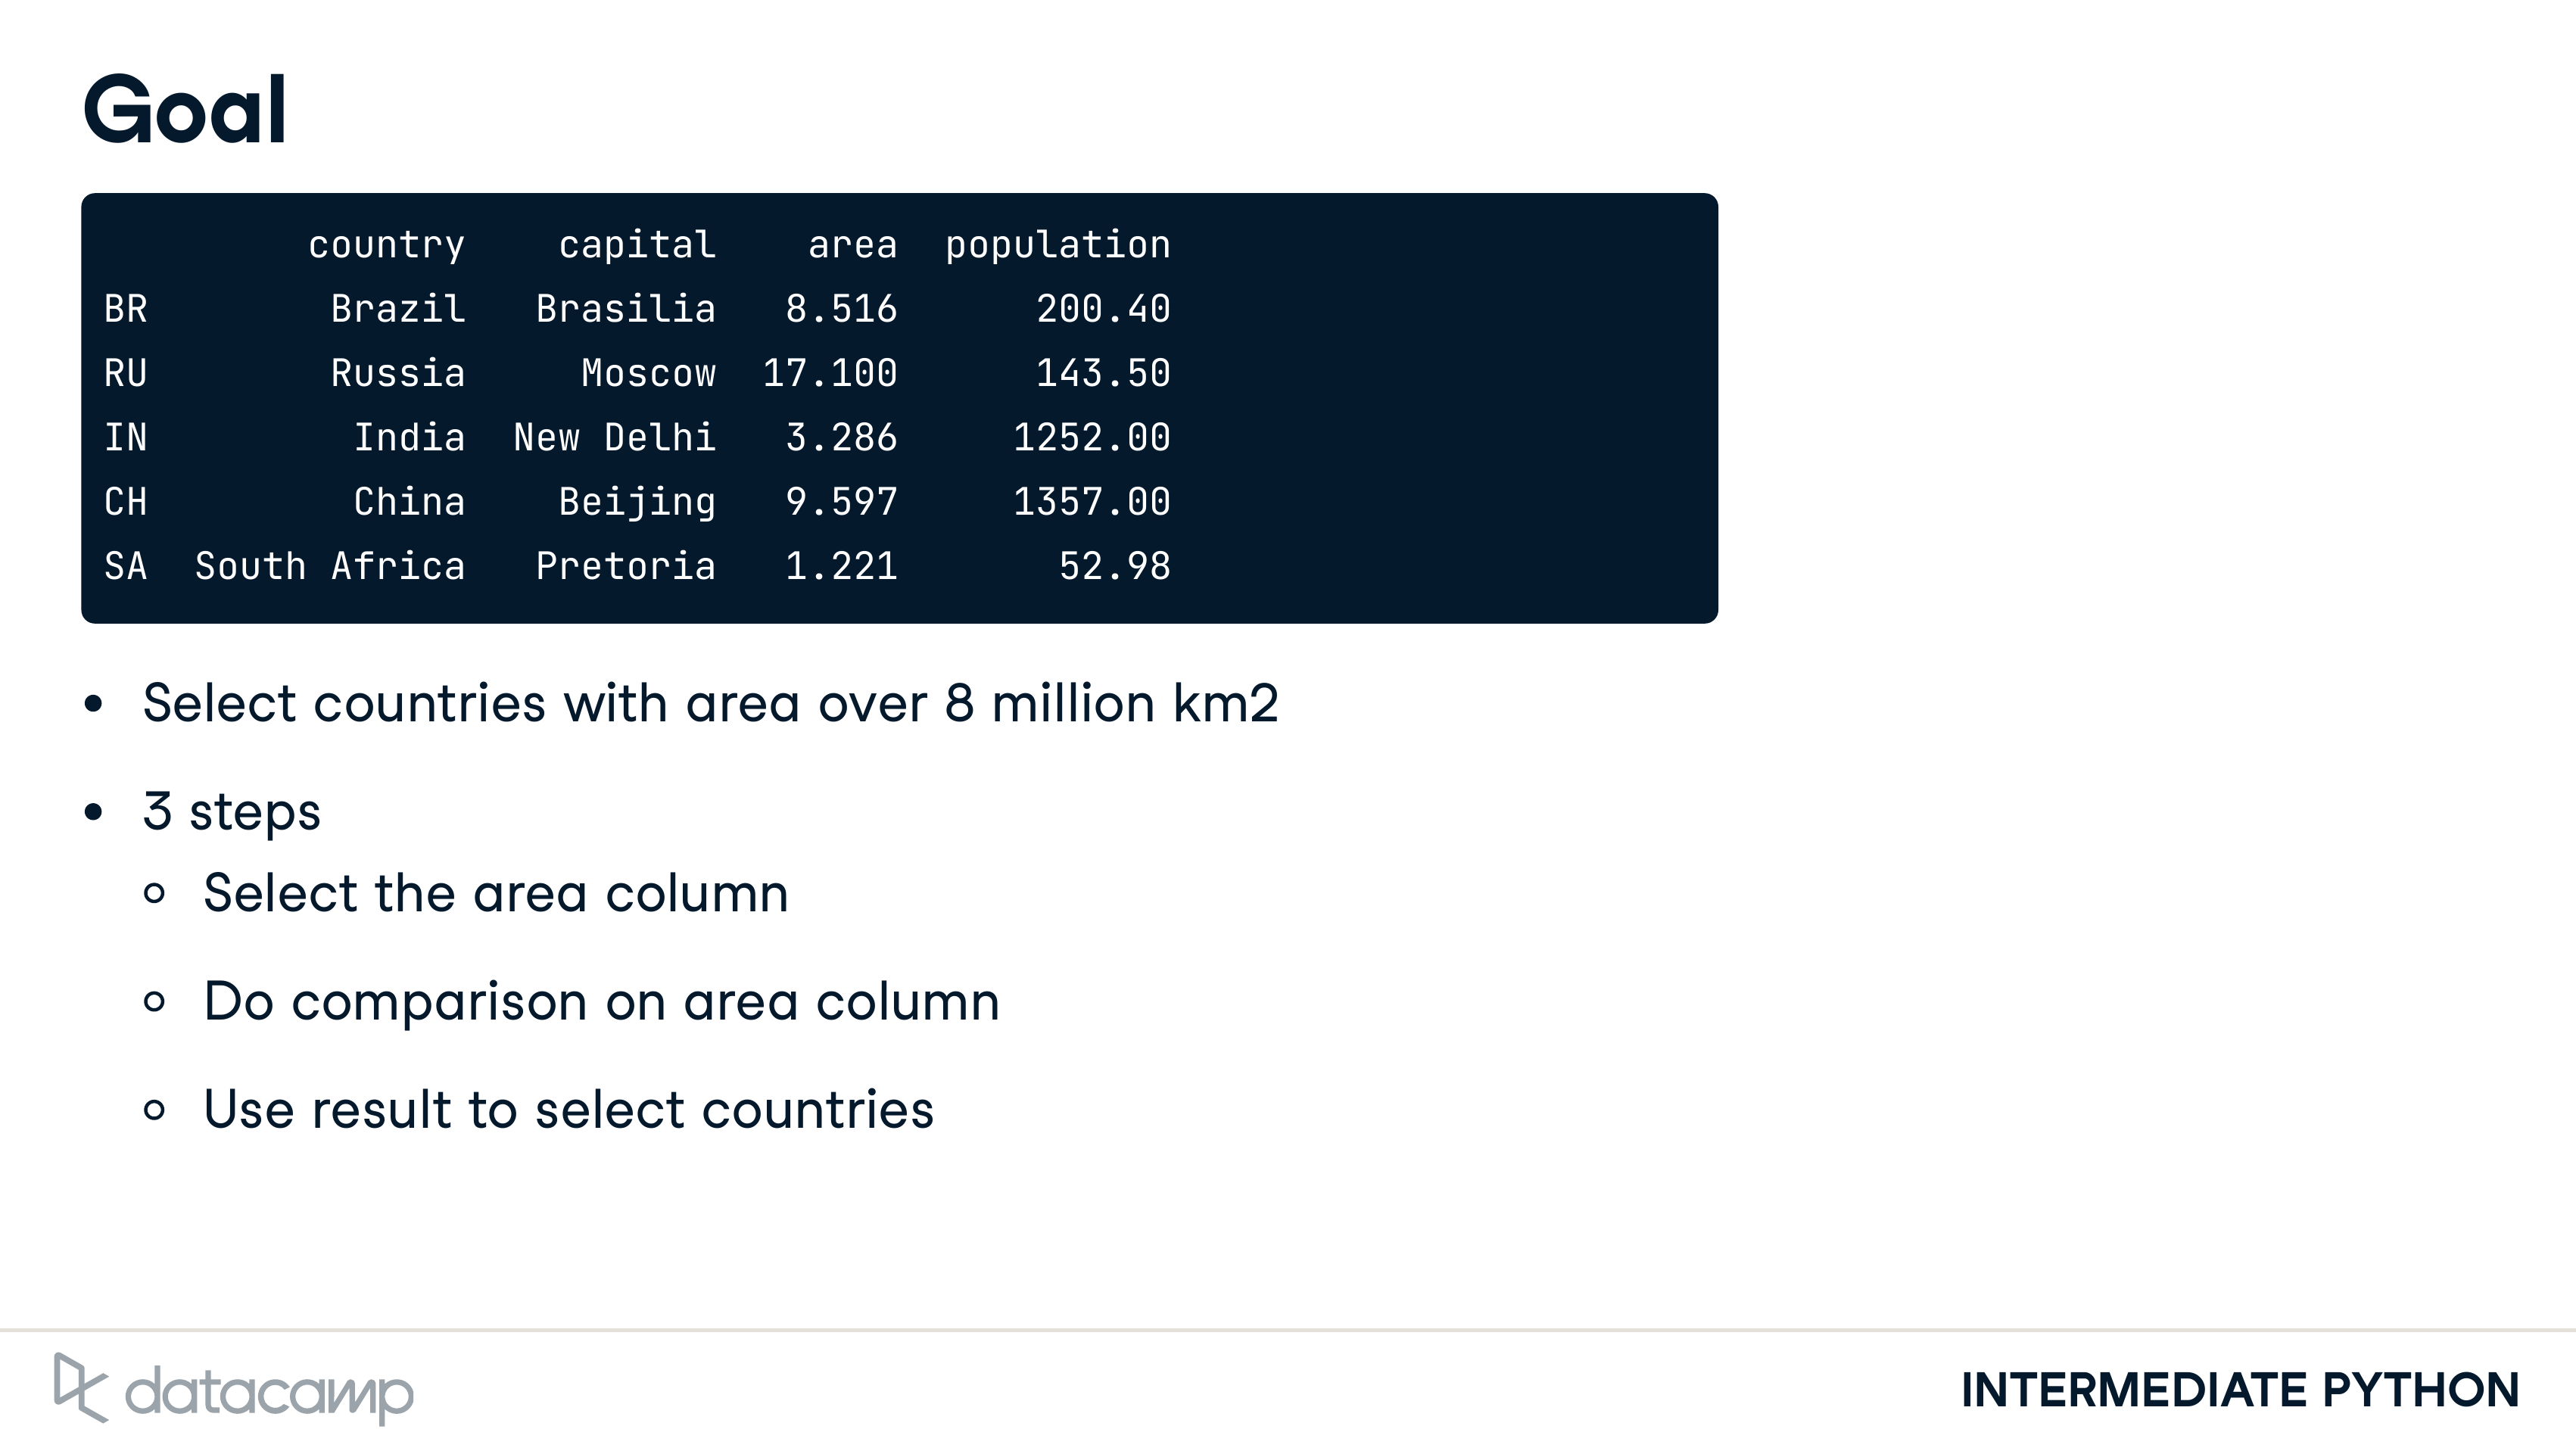 Goal
country capital area population
BR Brazil Brasilia 8.516 200.40
RU Russia Moscow 17.100 143.50
IN India New Delhi 3.286 1252.00
CH China Beijing 9.597 1357.00
SA South Africa Pretoria 1.221 52.98
• Select countries with area over 8 million km2
• 3 steps
○ Select the area column
○ Do comparison on area column
○ Use result to select countries
datacamp
INTERMEDIATE PYTHON